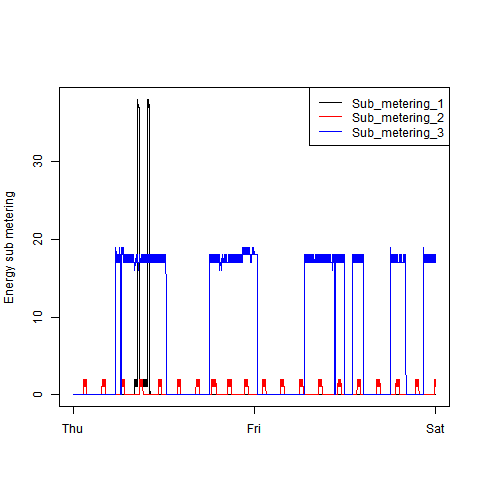 Sub_metering_1
Sub_metering_2
Sub_metering_3
Energy sub metering
30
20
10
0
Thu Fri Sat